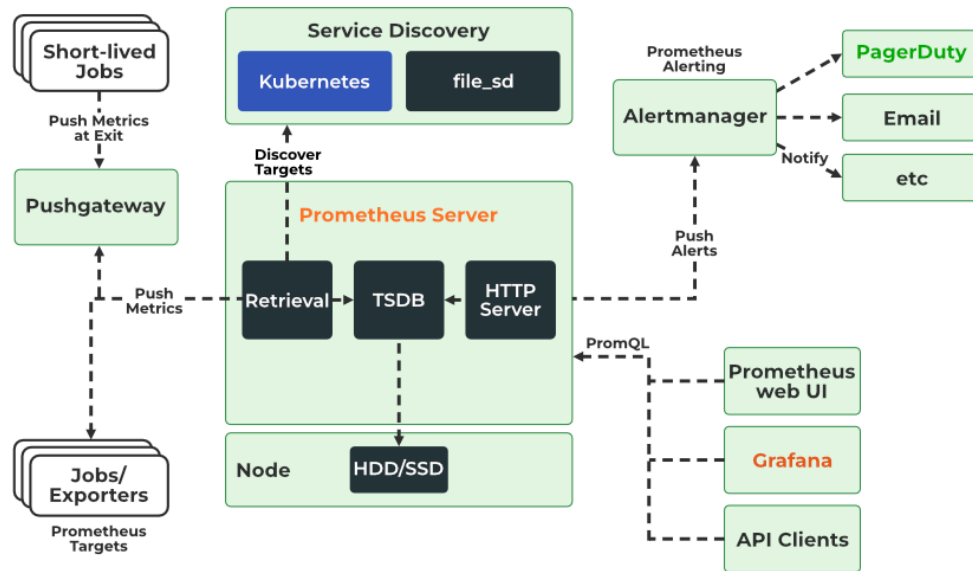 Short-lived
Jobs
Push Metrics
at Exit
Pushgateway
Push
Metrics
Jobs/
Exporters
Prometheus
Targets
Service Discovery
Kubernetes
file_sd
Discover
Targets
Prometheus Server
Retrieval
TSDB
HTTP
Server
Node
HDD/SSD
Prometheus
Alerting
Alertmanager
Push
Alerts
PagerDuty
Email
Notify
etc
PromQL
Prometheus
web UI
Grafana
API Clients